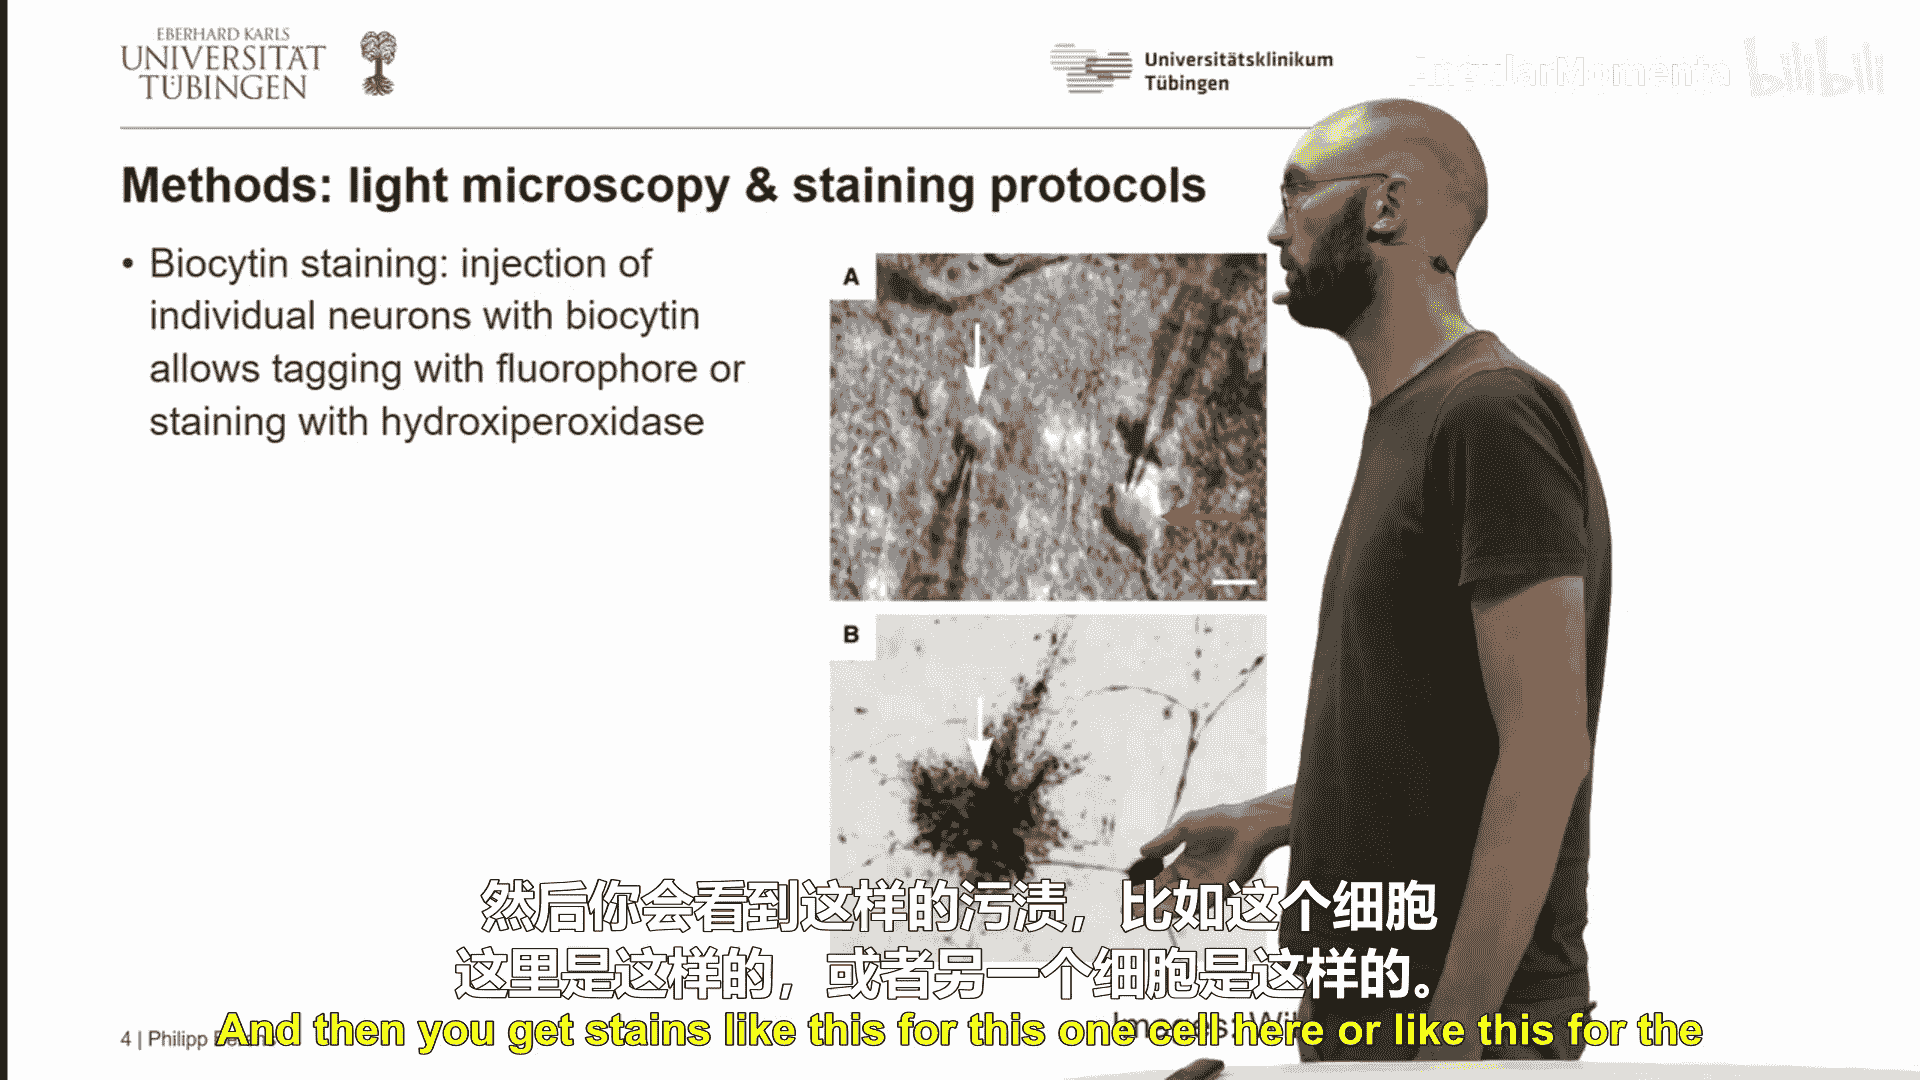 EBERHARD KARLS
UNIVERSITÄT
TÜBINGEN
Universitätsklinikum
Tübingen
AngularMomenta bilibili
Methods: light microscopy & staining protocols
• Biocytin staining: injection of
individual neurons with biocytin
allows tagging with fluorophore or
staining with hydroxiperoxidase
A
B
然后你会看到这样的污渍，比如这个细胞
这里是这样的，或者另一个细胞是这样的。
4 | Philipp
Images:
And then you get stains like this for this one cell here or like this for the